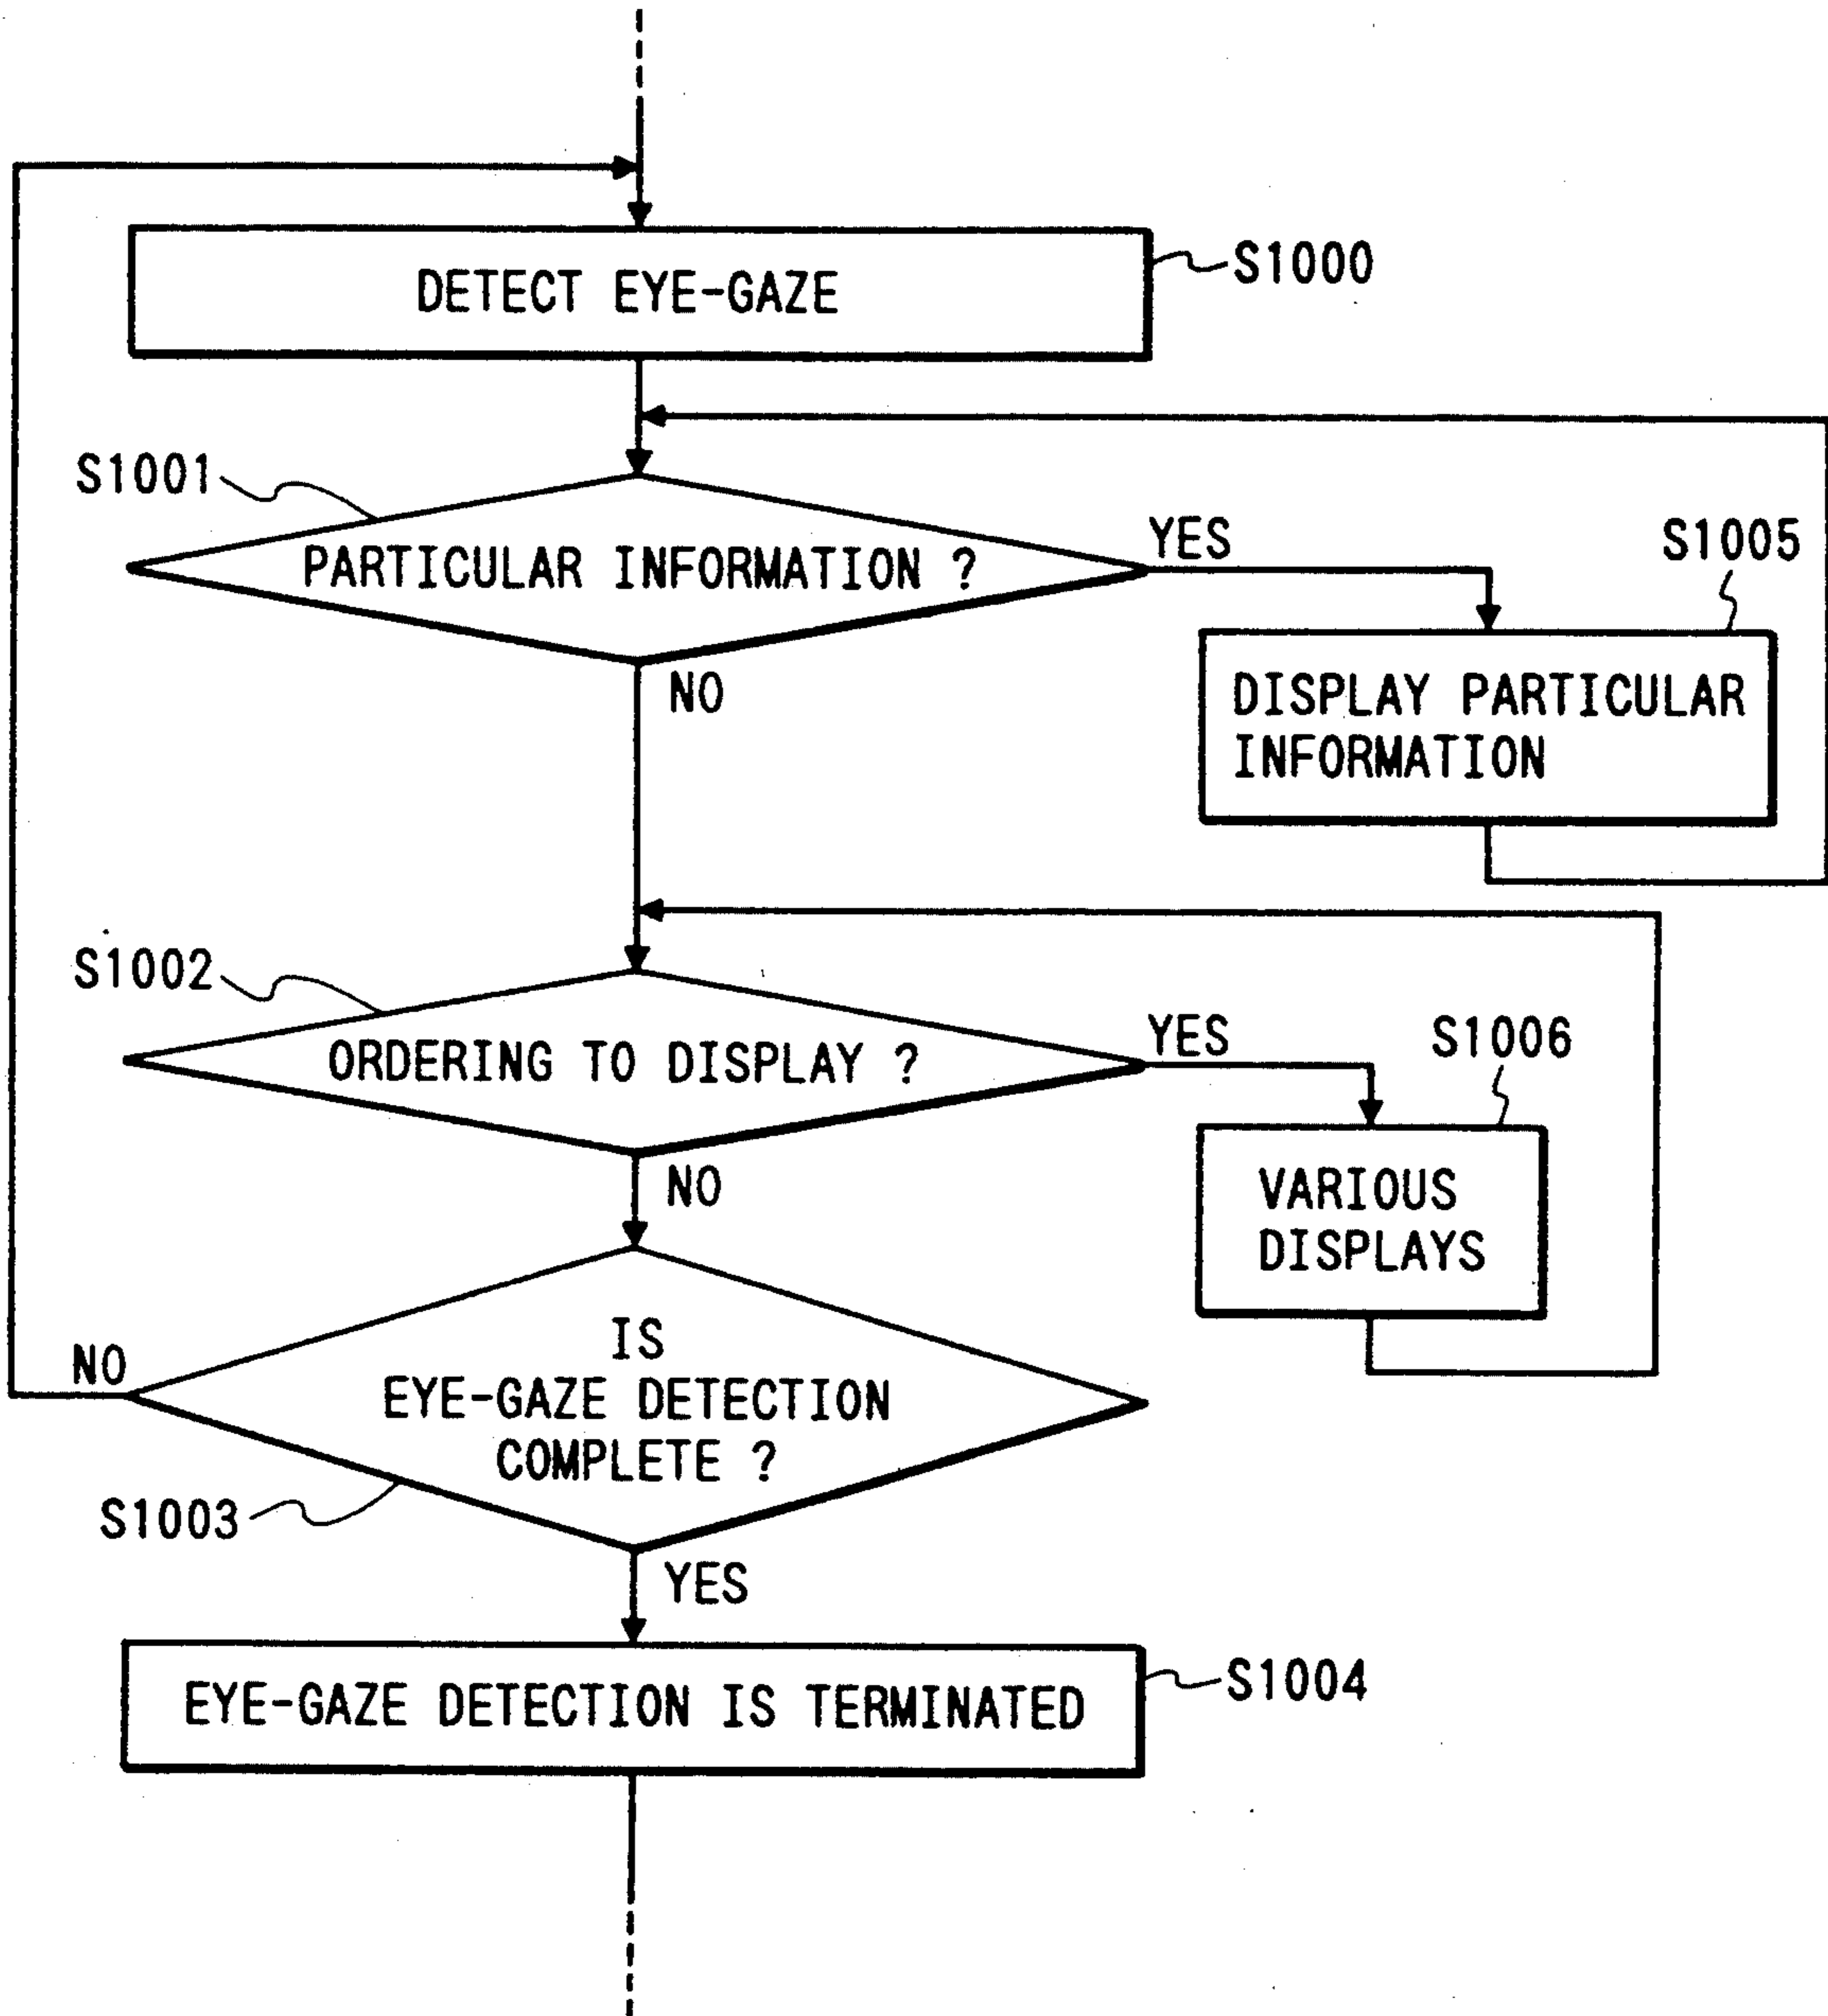 DETECT EYE-GAZE
S1000
S1001
PARTICULAR INFORMATION ?
YES
S1005
NO
DISPLAY PARTICULAR
INFORMATION
S1002
ORDERING TO DISPLAY ?
YES
S1006
NO
VARIOUS
DISPLAYS
NO
IS
EYE-GAZE DETECTION
COMPLETE ?
S1003
YES
EYE-GAZE DETECTION IS TERMINATED
S1004